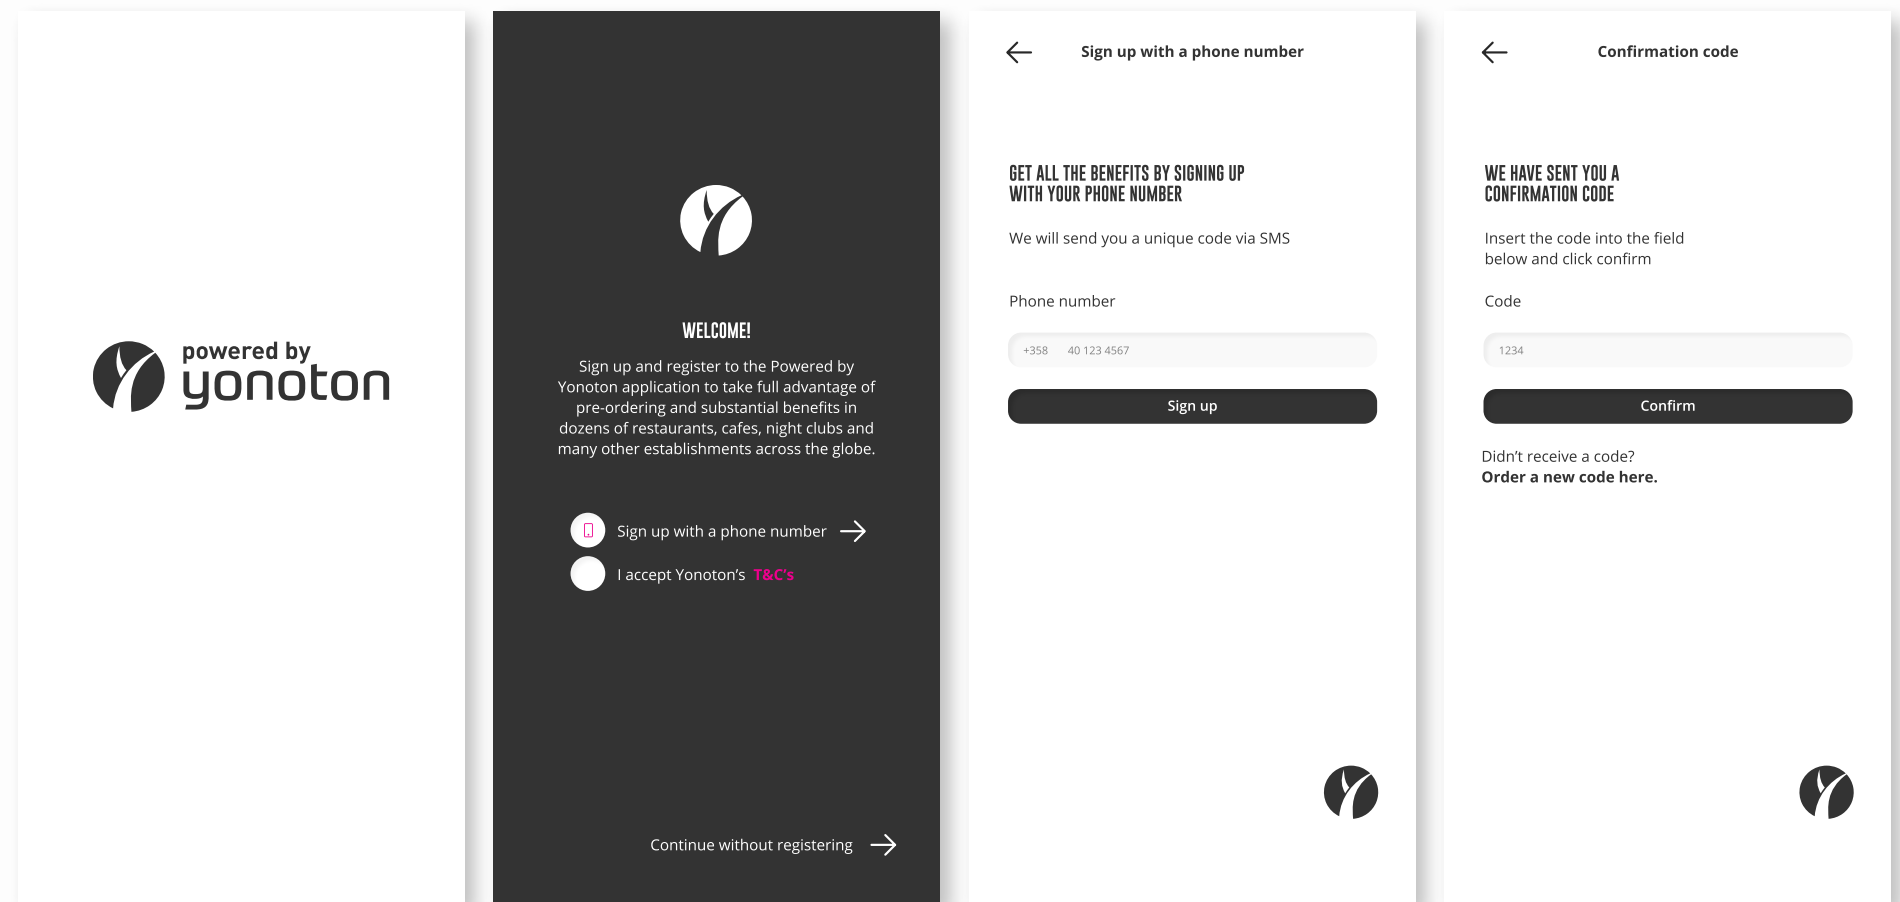 powered by
yonoton
WELCOME!
Sign up and register to the Powered by
Yonoton application to take full advantage of
pre-ordering and substantial benefits in
dozens of restaurants, cafes, night clubs and
many other establishments across the globe.
Sign up with a phone number
I accept Yonoton’s T&C's
Continue without registering
Sign up with a phone number
GET ALL THE BENEFITS BY SIGNING UP
WITH YOUR PHONE NUMBER
We will send you a unique code via SMS
Phone number
+358 40 123 4567
Sign up
Confirmation code
WE HAVE SENT YOU A
CONFIRMATION CODE
Insert the code into the field
below and click confirm
Code
1234
Confirm
Didn’t receive a code?
Order a new code here.